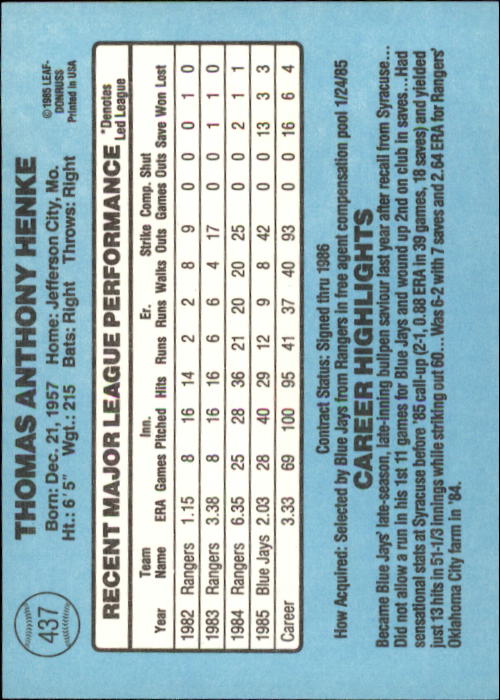 437
THOMAS ANTHONY HENKE
Born: Dec. 21, 1957 Home: Jefferson City, Mo.
Ht.: 6'5" Wgt.: 215 Bats: Right Throws: Right
©1985 LEAF-
DONRUSS
Printed in USA
RECENT MAJOR LEAGUE PERFORMANCE
*Denotes
Led League
Team Inn. Er. Strike Comp. Shut
Year Name ERA Games Pitched Hits Runs Runs Walks Outs Games Outs Save Won Lost
1982 Rangers 1.15 8 16 14 2 2 8 9 0 0 0 1 0
1983 Rangers 3.38 8 16 16 6 6 4 17 0 0 1 1 0
1984 Rangers 6.35 25 28 36 21 20 20 25 0 0 2 1 1
1985 Blue Jays 2.03 28 40 29 12 9 8 42 0 0 13 3 3
Career 3.33 69 100 95 41 37 40 93 0 0 16 6 4
Contract Status: Signed thru 1986
How Acquired: Selected by Blue Jays from Rangers in free agent compensation pool 1/24/85
CAREER HIGHLIGHTS
Became Blue Jays' late-season, late-inning bullpen saviour last year after recall from Syracuse...
Did not allow a run in his 1st 11 games for Blue Jays and wound up 2nd on club in saves...Had
sensational stats at Syracuse before '85 call-up (2-1, 0.88 ERA in 39 games, 18 saves) and yielded
just 13 hits in 51-1/3 innings while striking out 60... Was 6-2 with 7 saves and 2.64 ERA for Rangers'
Oklahoma City farm in '84.